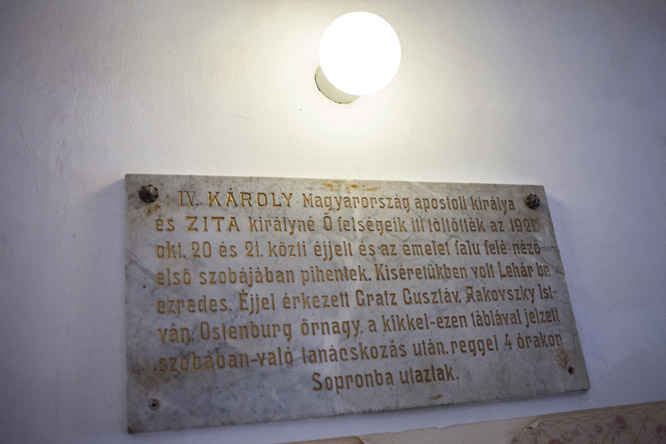 IV. KÁROLY Magyarország apostoli királya
és ZITA királyné Ő felségeik itt töltötték az 1921.
okt. 20 és 21. közti éjjelt és az emelet falu felé néző
első szobájában pihentek. Kiséretükben volt Lehár br.
ezredes. Éjjel érkezett Gratz Gusztáv, Rakovszky Ist-
ván, Ostenburg őrnagy, a kikkel-ezen táblával jelzett
szobában-való tanácskozás után, reggel 4 órakor
Sopronba utaztak.